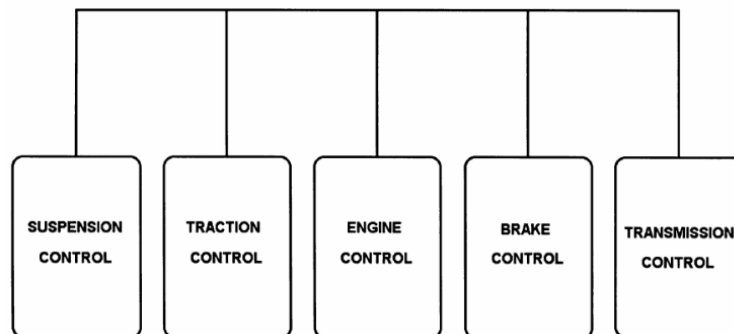 SUSPENSION
CONTROL
TRACTION
CONTROL
ENGINE
CONTROL
BRAKE
CONTROL
TRANSMISSION
CONTROL